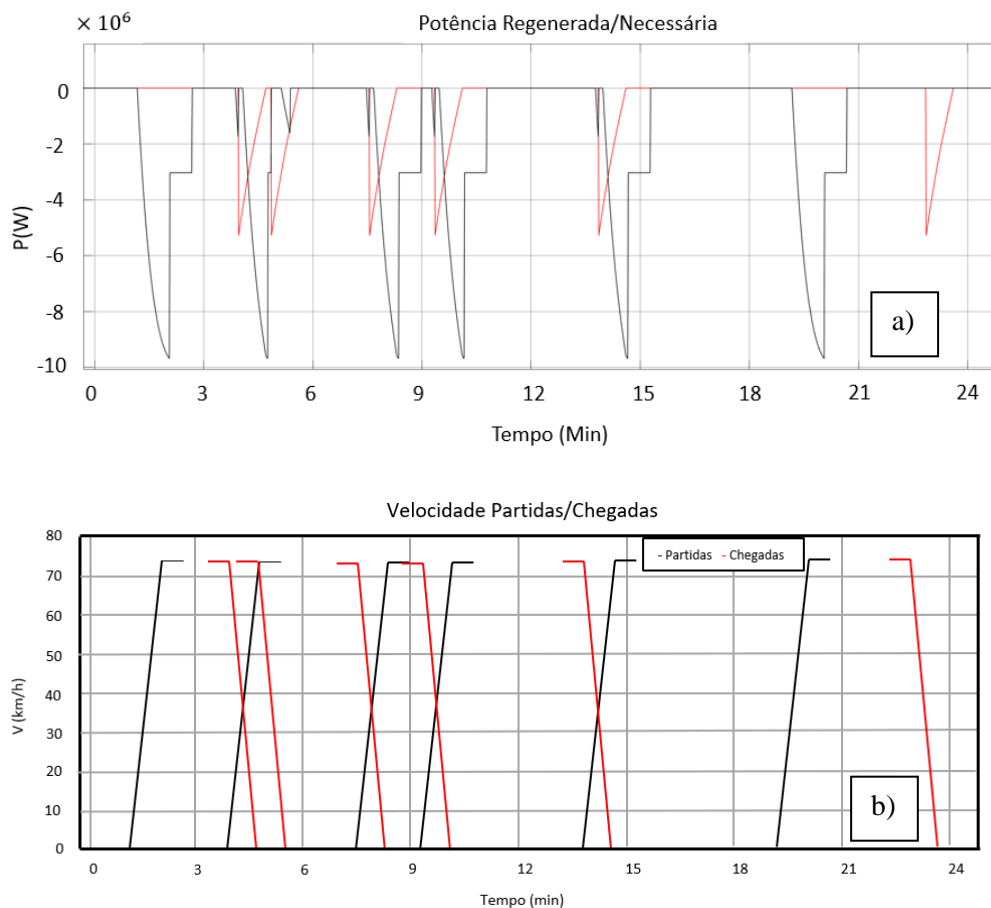 × 10⁶
Potência Regenerada/Necessária
0
-2
-4
-6
-8
-10
P(W)
a)
0 3 6 9 12 15 18 21 24
Tempo (Min)
Velocidade Partidas/Chegadas
80
70
60
50
40
30
20
10
0
V (km/h)
- Partidas - Chegadas
b)
0 3 6 9 12 15 18 21 24
Tempo (min)